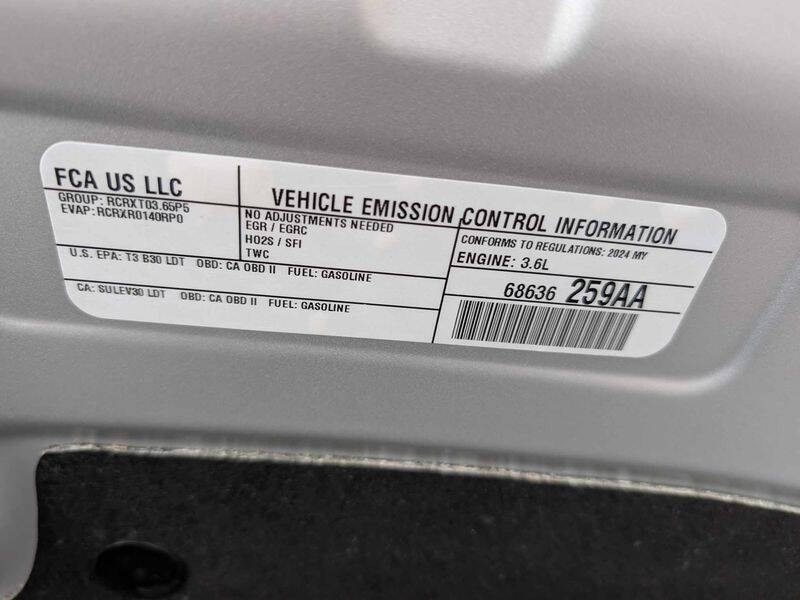 FCA US LLC
GROUP: RCRXT03.65P5
EVAP: RCRXR0140RP0
VEHICLE EMISSION CONTROL INFORMATION
NO ADJUSTMENTS NEEDED
EGR / EGRC
HO2S / SFI
TWC
CONFORMS TO REGULATIONS: 2024 MY
ENGINE: 3.6L
U.S. EPA: T3 B30 LDT OBD: CA OBD II FUEL: GASOLINE
CA: SULEV30 LDT OBD: CA OBD II FUEL: GASOLINE
68636 259AA